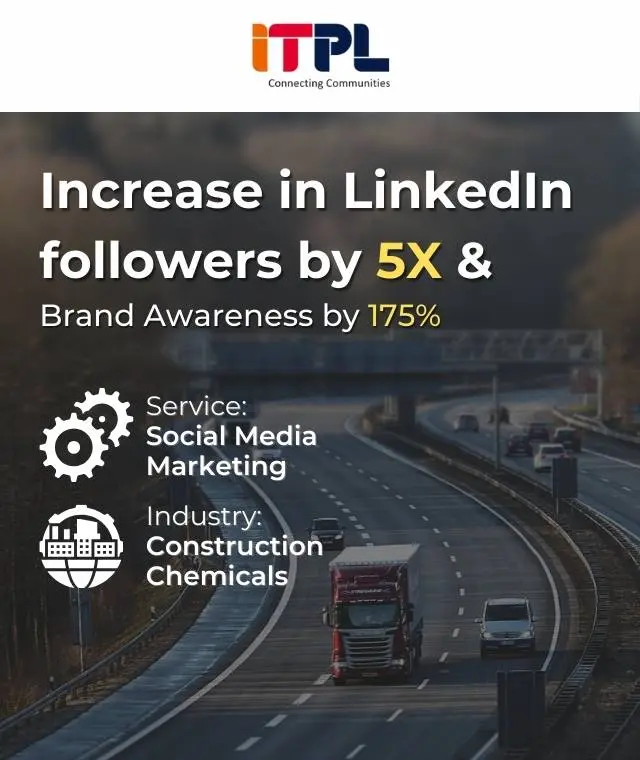 iTPL
Connecting Communities
Increase in LinkedIn
followers by 5X &
Brand Awareness by 175%
Service:
Social Media
Marketing
Industry:
Construction
Chemicals